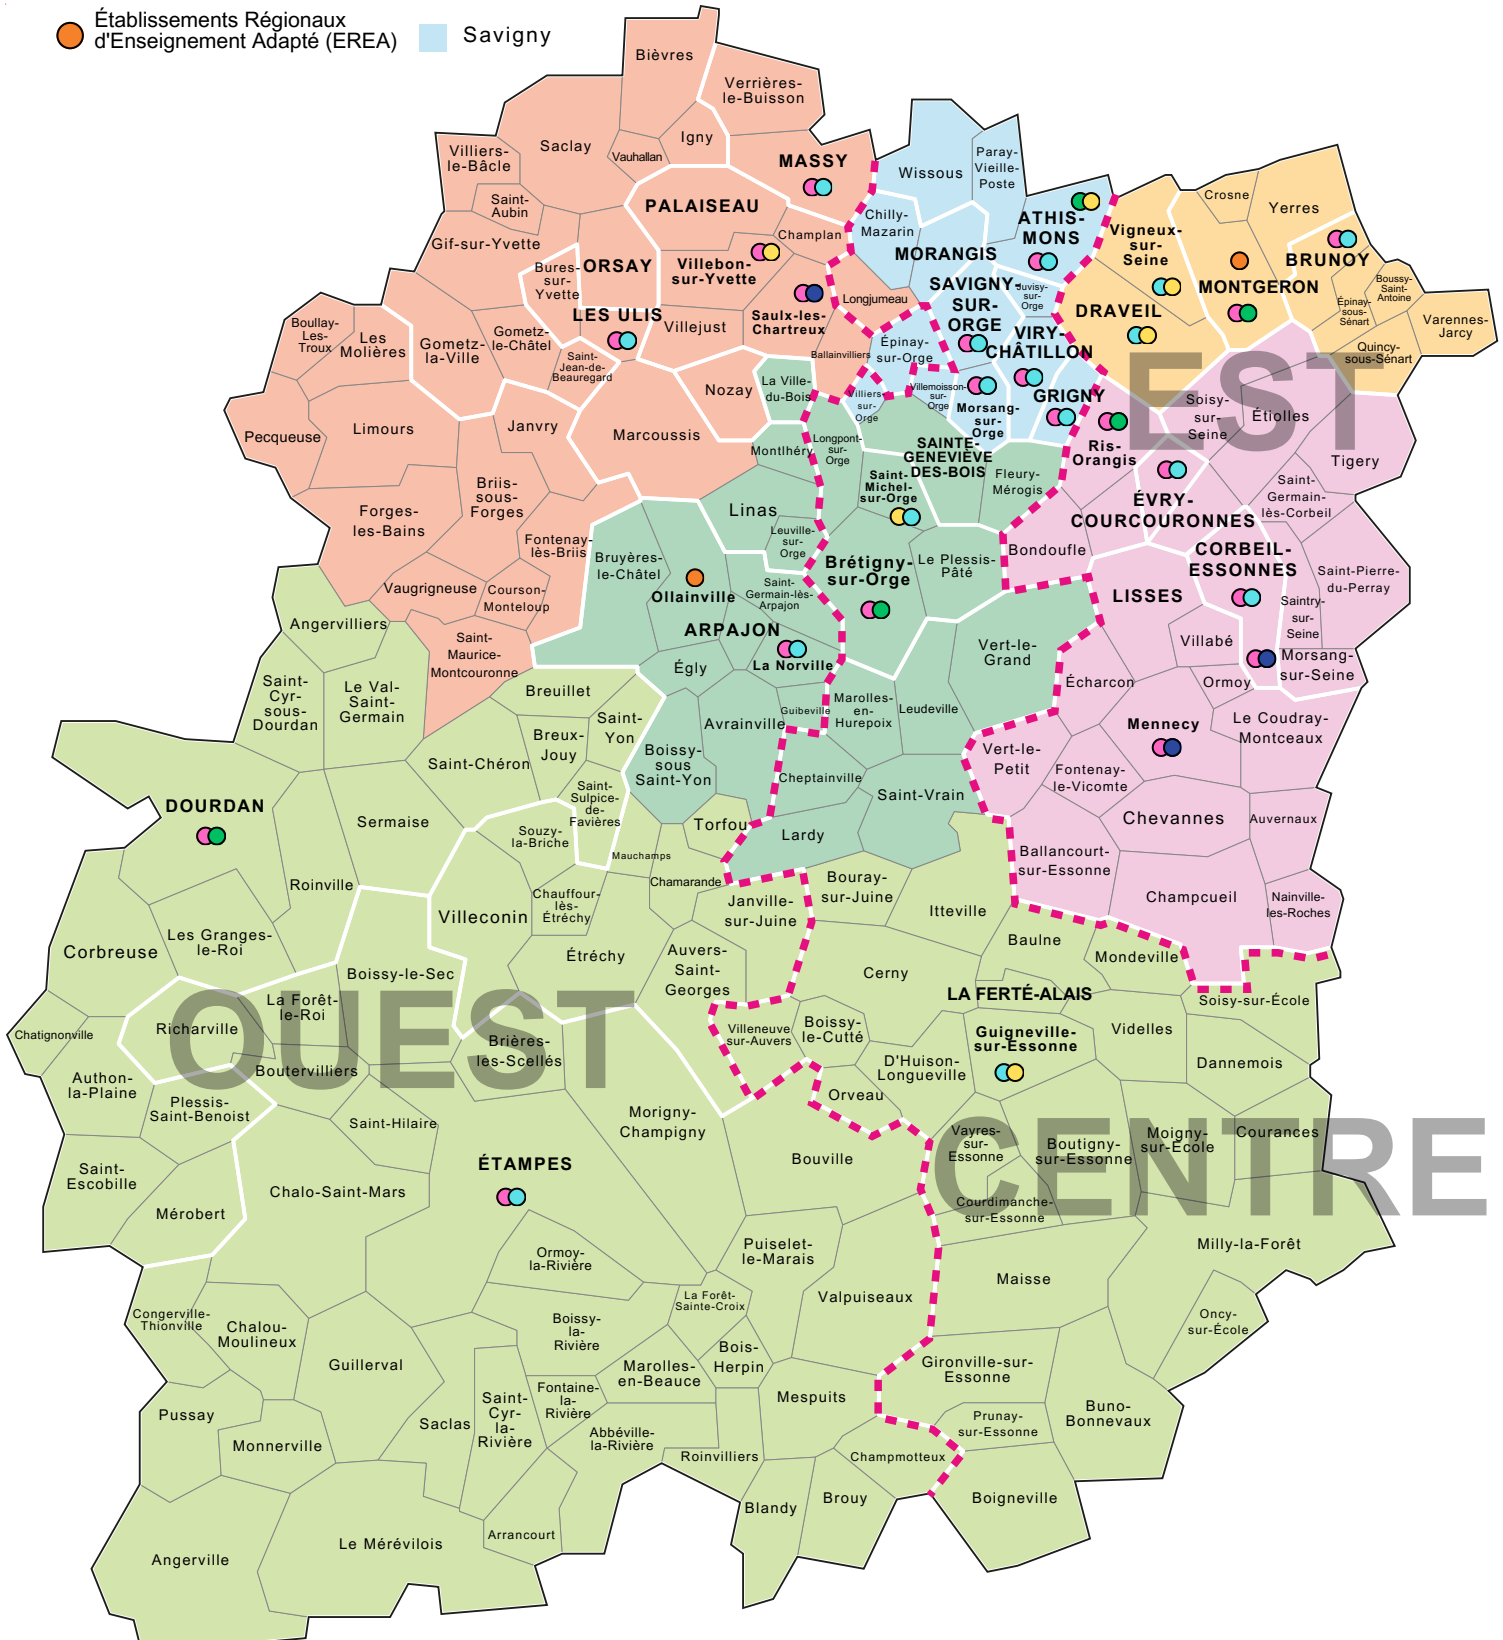 Établissements Régionaux
d'Enseignement Adapté (EREA)
Savigny
Bièvres
Verrières-
le-Buisson
Igny
Saclay
Vauhallan
Villiers-
le-Bâcle
MASSY
Wissous
Paray-
Vieille-
Poste
Saint-
Aubin
PALAISEAU
Chilly-
Mazarin
ATHIS-
MONS
Crosne
Yerres
Gif-sur-Yvette
Champlan
MORANGIS
Vigneux-
sur-
Seine
BRUNOY
Bures-
sur-
Yvette
ORSAY
Villebon-
sur-Yvette
SAVIGNY-
SUR-
ORGE
Juvisy-
sur-
Orge
MONTGERON
Boussy-
Saint-
Antoine
Épinay-
sous-
Sénart
Varennes-
Jarcy
Quincy-
sous-Sénart
LES ULIS
Villejust
Saulx-les-
Chartreux
Longjumeau
DRAVEIL
VIRY-
CHÂTILLON
Boullay-
Les-
Troux
Les
Molières
Gometz-
la-Ville
Gometz-
le-Châtel
Saint-
Jean-de-
Beauregard
Ballainvilliers
Épinay-
sur-Orge
EST
Nozay
La Ville-
du-Bois
Villiers-
sur-
Orge
Villemoisson-
sur-
Orge
Morsang-
sur-
Orge
GRIGNY
Soisy-
sur-
Seine
Étiolles
Pecqueuse
Limours
Janvry
Marcoussis
Montlhéry
Longpont-
sur-
Orge
SAINTE-
GENEVIÈVE
DES-BOIS
Ris-
Orangis
Tigery
Briis-
sous-
Forges
Saint-
Michel-
sur-Orge
Fleury-
Mérogis
Saint-
Germain-
lès-Corbeil
Forges-
les-Bains
Linas
ÉVRY-
COURCOURONNES
Fontenay-
lès-Briis
Leuville-
sur-
Orge
Bruyères-
le-Châtel
Brétigny-
sur-Orge
Le Plessis-
Pâté
Bondoufle
CORBEIL-
ESSONNES
Vaugrigneuse
Courson-
Monteloup
Ollainville
Saint-
Germain-lès-
Arpajon
LISSES
Saint-Pierre-
du-Perray
Saintry-
sur-
Seine
Angervilliers
Saint-
Maurice-
Montcouronne
ARPAJON
La Norville
Égly
Vert-le-
Grand
Villabé
Morsang-
sur-Seine
Écharcon
Ormoy
Saint-
Cyr-
sous-
Dourdan
Le Val-
Saint-
Germain
Breuillet
Saint-
Yon
Breux-
Jouy
Avrainville
Guibeville
Marolles-
en-
Hurepoix
Leudeville
Mennecy
Le Coudray-
Montceaux
Saint-Chéron
Boissy-
sous
Saint-Yon
Cheptainville
Vert-le-
Petit
Fontenay-
le-Vicomte
DOURDAN
Sermaise
Saint-
Sulpice-
de-
Favières
Saint-Vrain
Chevannes
Auvernaux
Souzy-
la-Briche
Torfou
Lardy
Mauchamps
Ballancourt-
sur-Essonne
Roinville
Chamarande
Bouray-
sur-Juine
Champcueil
Nainville-
les-Roches
Villeconin
Chauffour-
lès-
Étréchy
Janville-
sur-Juine
Itteville
Corbreuse
Les Granges-
le-Roi
Étréchy
Auvers-
Saint-
Georges
Baulne
Mondeville
Boissy-le-Sec
Cerny
LA FERTÉ-ALAIS
Soisy-sur-École
OUEST
Richarville
La Forêt-
le-Roi
Chatignonville
Brières-
les-Scellés
Villeneuve
sur-Auvers
Boissy-
le-Cutté
Guigneville-
sur-Essonne
Videlles
Dannemois
Boutervilliers
Authon-
la-Plaine
D'Huison-
Longueville
Plessis-
Saint-Benoist
Saint-Hilaire
Morigny-
Champigny
Orveau
Vayres-
sur-
Essonne
Boutigny-
sur-Essonne
Moigny-
sur-École
Courances
CENTRE
Saint-
Escobille
ÉTAMPES
Bouville
Chalo-Saint-Mars
Mérobert
Courdimanche-
sur-Essonne
Ormoy-
la-Rivière
Puiselet-
le-Marais
Milly-la-Forêt
Maisse
La Forêt-
Sainte-Croix
Valpuiseaux
Congerville-
Thionville
Chalou-
Moulineux
Boissy-
la-
Rivière
Oncy-
sur-École
Guillerval
Bois-
Herpin
Marolles-
en-Beauce
Gironville-sur-
Essonne
Pussay
Saclas
Saint-
Cyr-
la-
Rivière
Fontaine-
la-
Rivière
Mespuits
Buno-
Bonnevaux
Monnerville
Abbéville-
la-Rivière
Roinvilliers
Prunay-
sur-Essonne
Champmotteux
Blandy
Brouy
Boigneville
Arrancourt
Le Mérévilois
Angerville